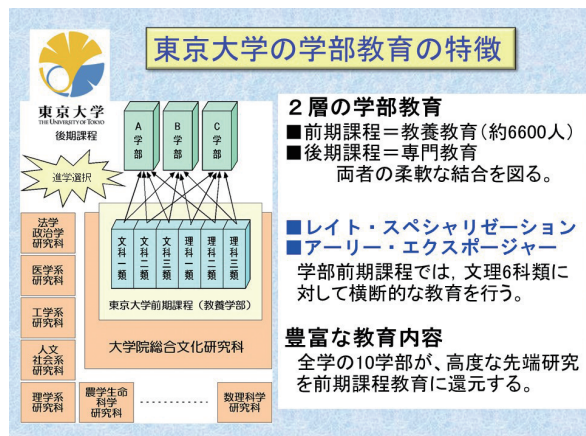 東京大学の学部教育の特徴
東京大学
THE UNIVERSITY OF TOKYO
後期課程
A学部
B学部
C学部
進学選択
文科一類
文科二類
文科三類
理科一類
理科二類
理科三類
東京大学前期課程（教養学部）
大学院総合文化研究科
法学
政治学
研究科
医学系
研究科
工学系
研究科
人文
社会系
研究科
理学系
研究科
農学生命
科学
研究科
数理科学
研究科
２層の学部教育
■前期課程＝教養教育（約6600人）
■後期課程＝専門教育
両者の柔軟な結合を図る。
■レイト・スペシャリゼーション
■アーリー・エクスポージャー
学部前期課程では，文理6科類に
対して横断的な教育を行う。
豊富な教育内容
全学の10学部が、高度な先端研究
を前期課程教育に還元する。